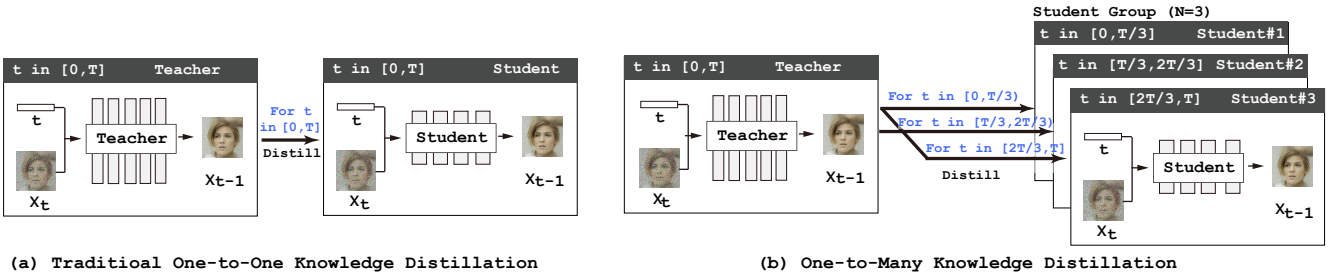 Student Group (N=3)
t in [0,T/3] Student#1
t in [0,T] Teacher
t in [0,T] Student
t in [0,T] Teacher
t in [T/3,2T/3] Student#2
t in [2T/3,T] Student#3
t
Teacher
Xt
Xt-1
For t
in [0,T]
Distill
t
Student
Xt
Xt-1
t
Teacher
Xt
Xt-1
For t in [0,T/3)
For t in [T/3,2T/3)
For t in [2T/3,T]
Distill
t
Student
Xt
Xt-1
(a) Traditioal One-to-One Knowledge Distillation
(b) One-to-Many Knowledge Distillation